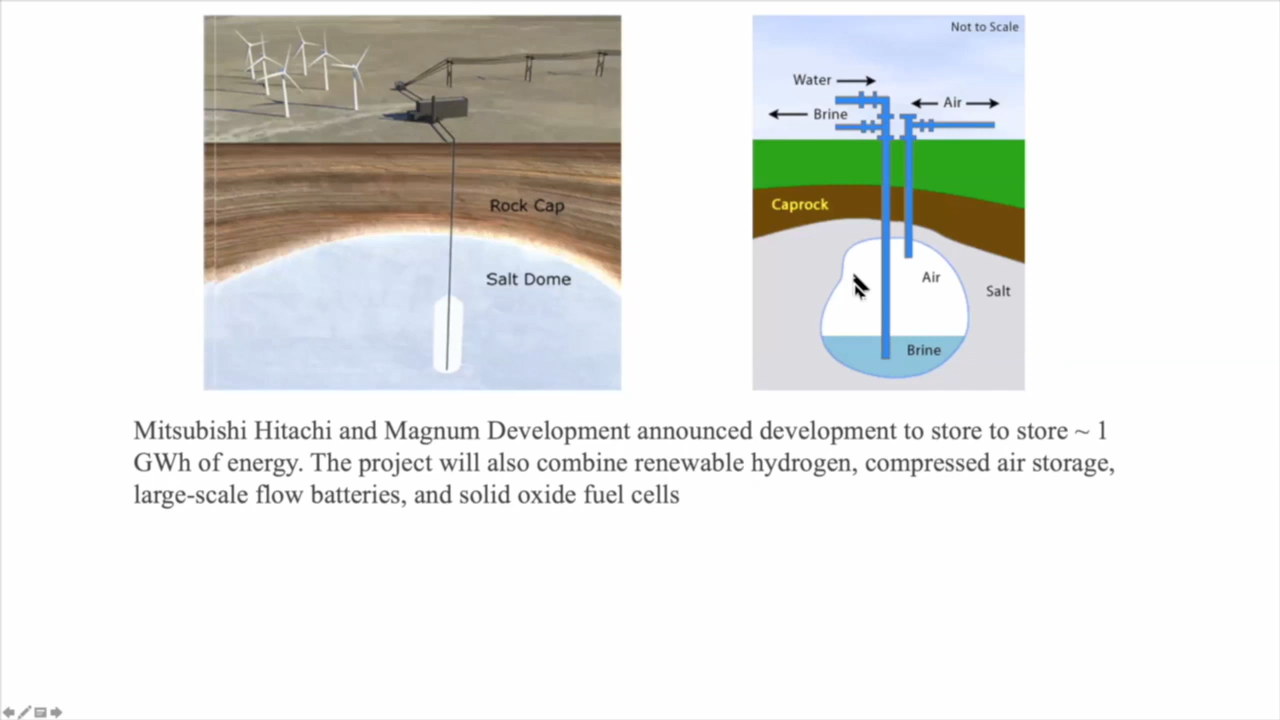 Rock Cap
Salt Dome
Not to Scale
Water
Air
Brine
Caprock
Air
Salt
Brine
Mitsubishi Hitachi and Magnum Development announced development to store to store ~ 1
GWh of energy. The project will also combine renewable hydrogen, compressed air storage,
large-scale flow batteries, and solid oxide fuel cells